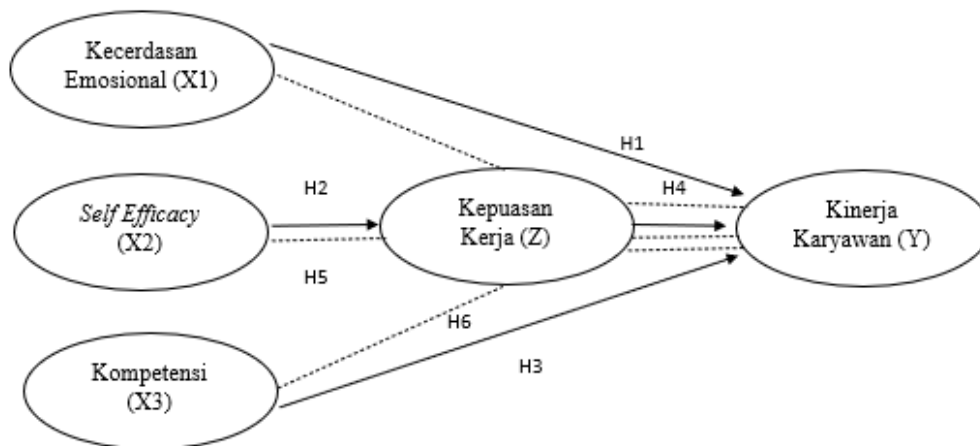 Kecerdasan
Emosional (X1)
H1
H2
H4
Self Efficacy
(X2)
Kepuasan
Kerja (Z)
Kinerja
Karyawan (Y)
H5
H6
H3
Kompetensi
(X3)